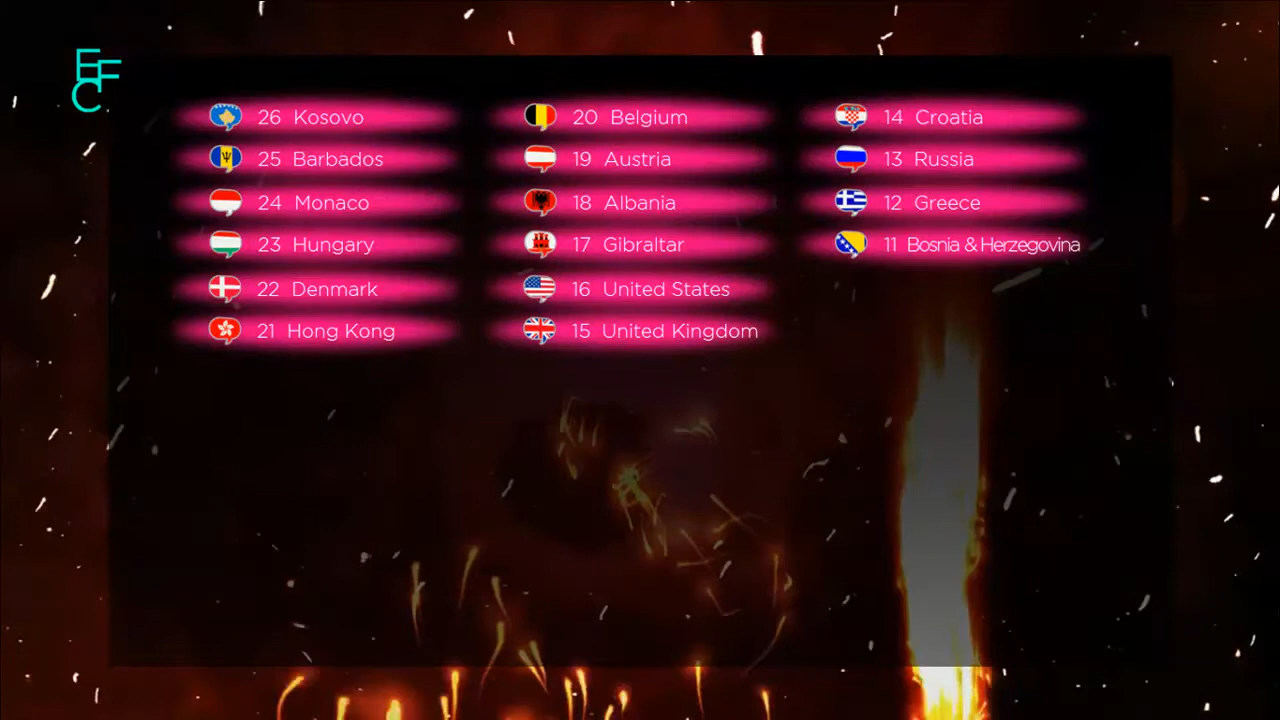 EFC
26 Kosovo
25 Barbados
24 Monaco
23 Hungary
22 Denmark
21 Hong Kong
20 Belgium
19 Austria
18 Albania
17 Gibraltar
16 United States
15 United Kingdom
14 Croatia
13 Russia
12 Greece
11 Bosnia & Herzegovina